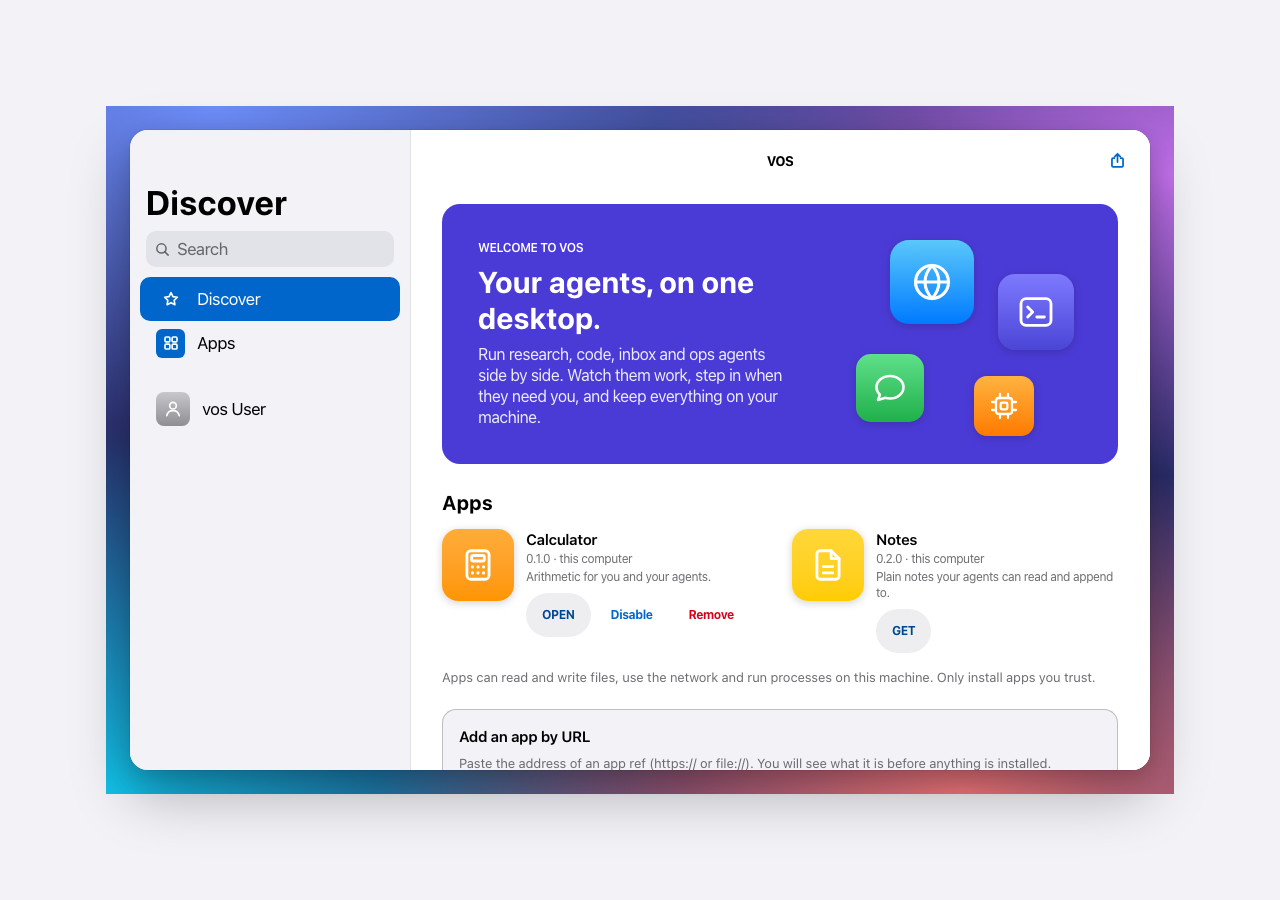 Discover
Search
Discover
Apps
vos User
VOS
WELCOME TO VOS
Your agents, on one
desktop.
Run research, code, inbox and ops agents
side by side. Watch them work, step in when
they need you, and keep everything on your
machine.
Apps
Calculator
0.1.0 · this computer
Arithmetic for you and your agents.
OPEN Disable Remove
Notes
0.2.0 · this computer
Plain notes your agents can read and append
to.
GET
Apps can read and write files, use the network and run processes on this machine. Only install apps you trust.
Add an app by URL
Paste the address of an app ref (https:// or file://). You will see what it is before anything is installed.